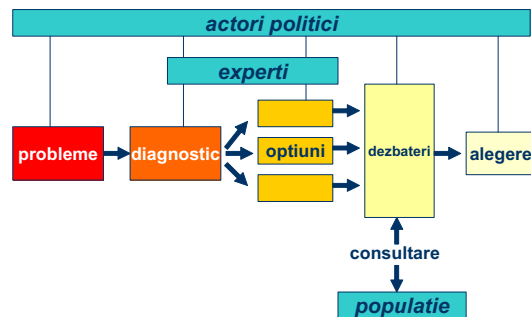 actori politici
experti
probleme
diagnostic
optiuni
dezbateri
alegere
consultare
populatie